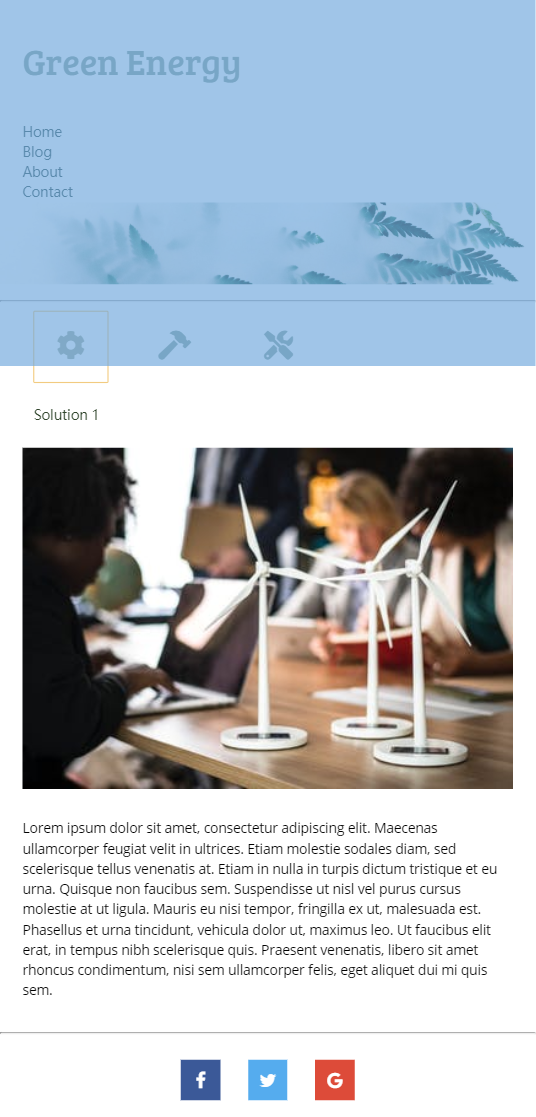 Green Energy
Home
Blog
About
Contact
Solution 1
Lorem ipsum dolor sit amet, consectetur adipiscing elit. Maecenas
ullamcorper feugiat velit in ultrices. Etiam molestie sodales diam, sed
scelerisque tellus venenatis at. Etiam in nulla in turpis dictum tristique et eu
urna. Quisque non faucibus sem. Suspendisse ut nisl vel purus cursus
molestie at ut ligula. Mauris eu nisi tempor, fringilla ex ut, malesuada est.
Phasellus et urna tincidunt, vehicula dolor ut, maximus leo. Ut faucibus elit
erat, in tempus nibh scelerisque quis. Praesent venenatis, libero sit amet
rhoncus condimentum, nisi sem ullamcorper felis, eget aliquet dui mi quis
sem.